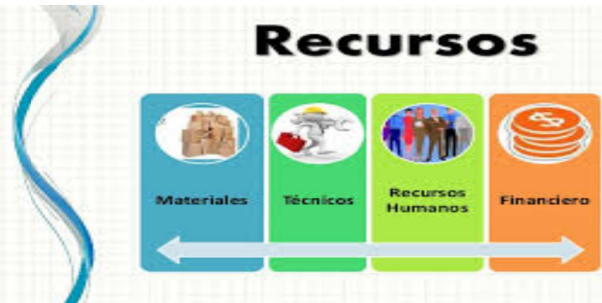 Recursos
Materiales
Técnicos
Recursos
Humanos
Financiero